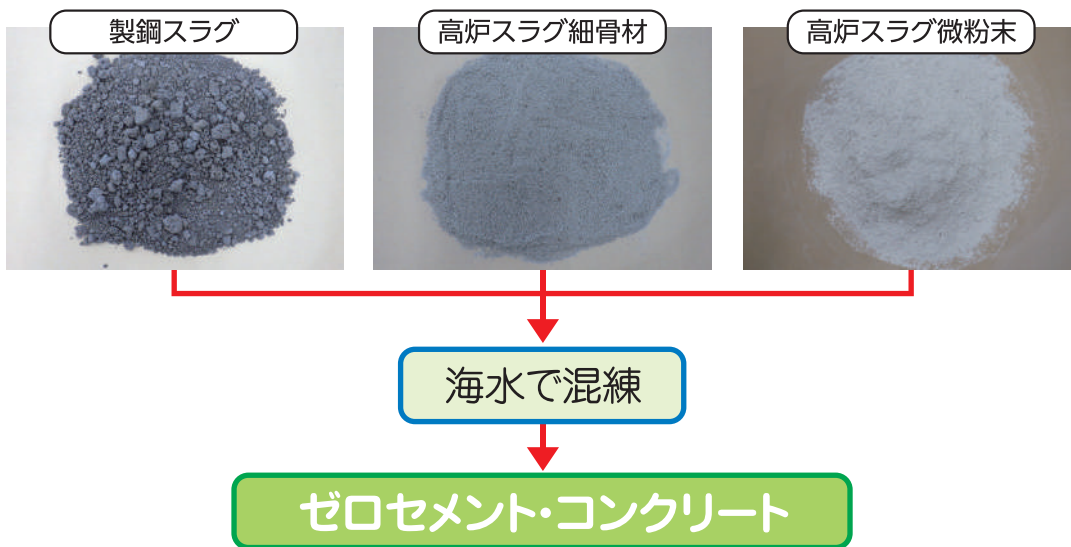 製鋼スラグ
高炉スラグ細骨材
高炉スラグ微粉末
海水で混練
ゼロセメント・コンクリート